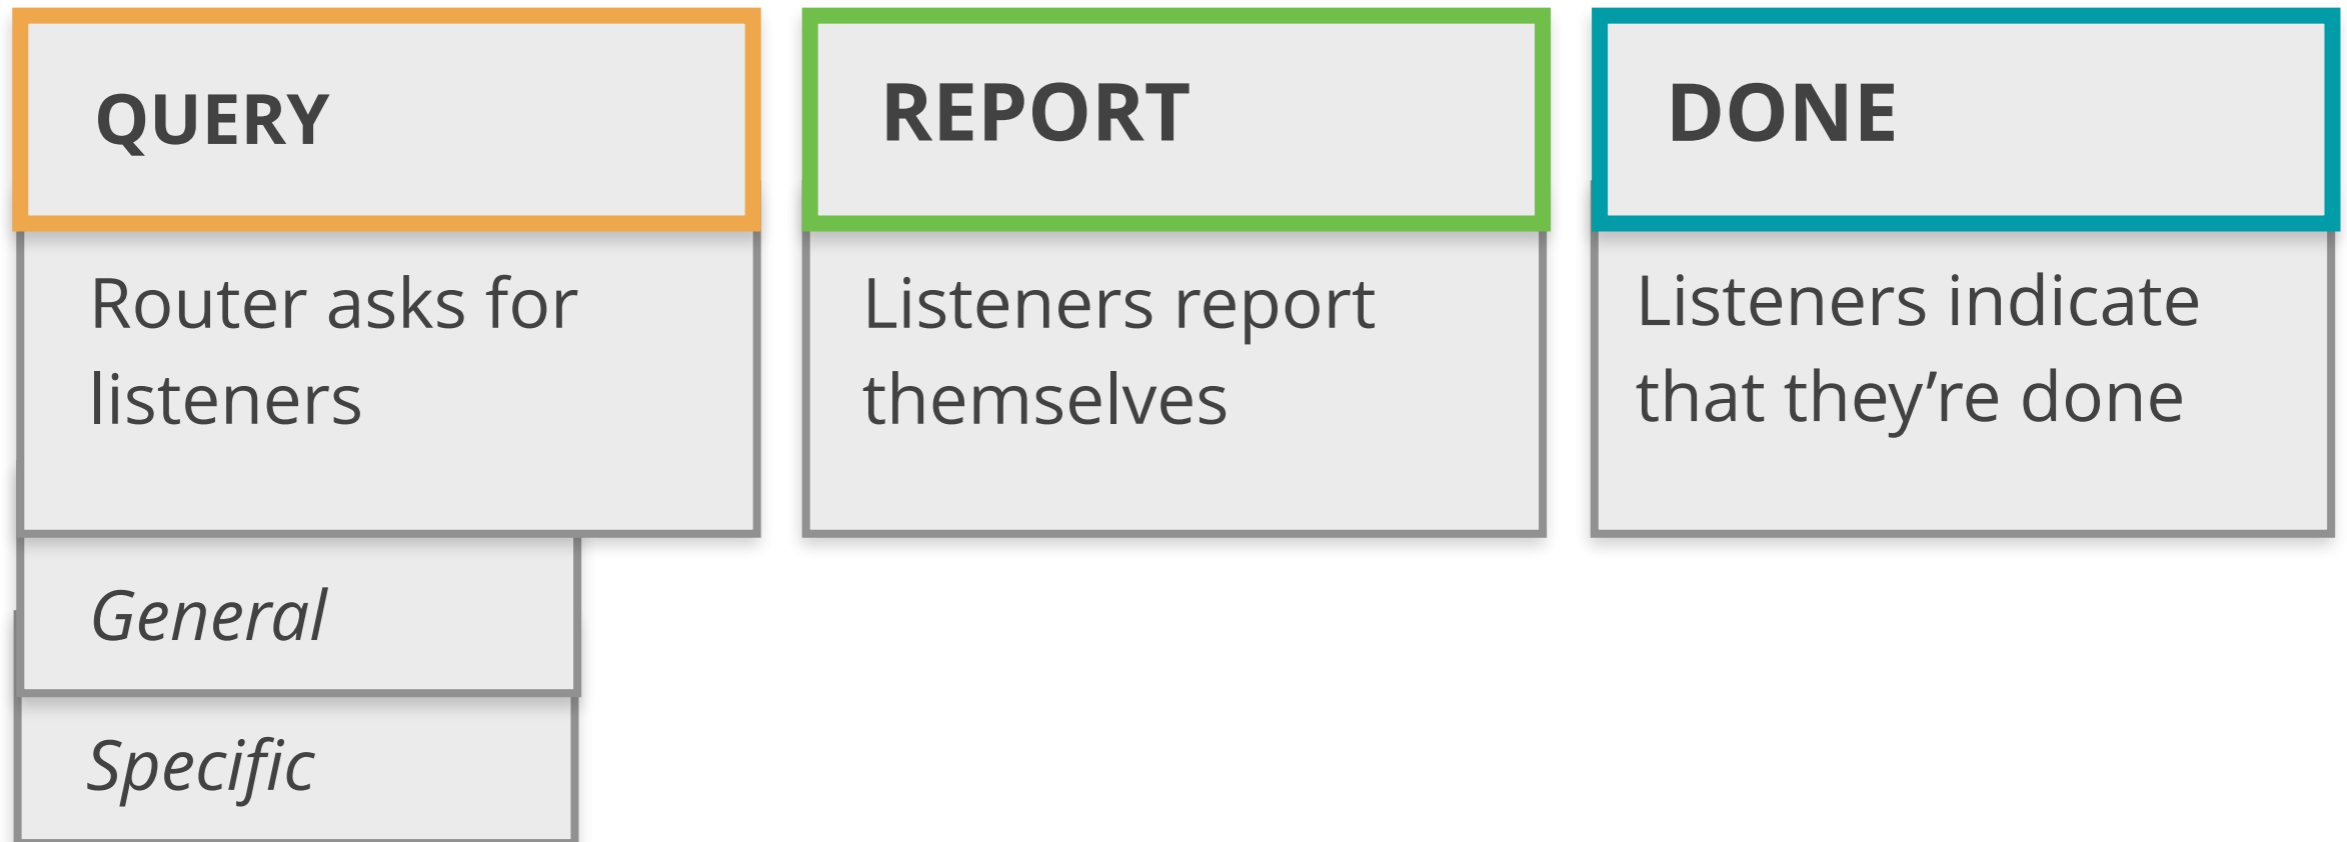 QUERY
Router asks for
listeners
General
Specific
REPORT
Listeners report
themselves
DONE
Listeners indicate
that they’re done